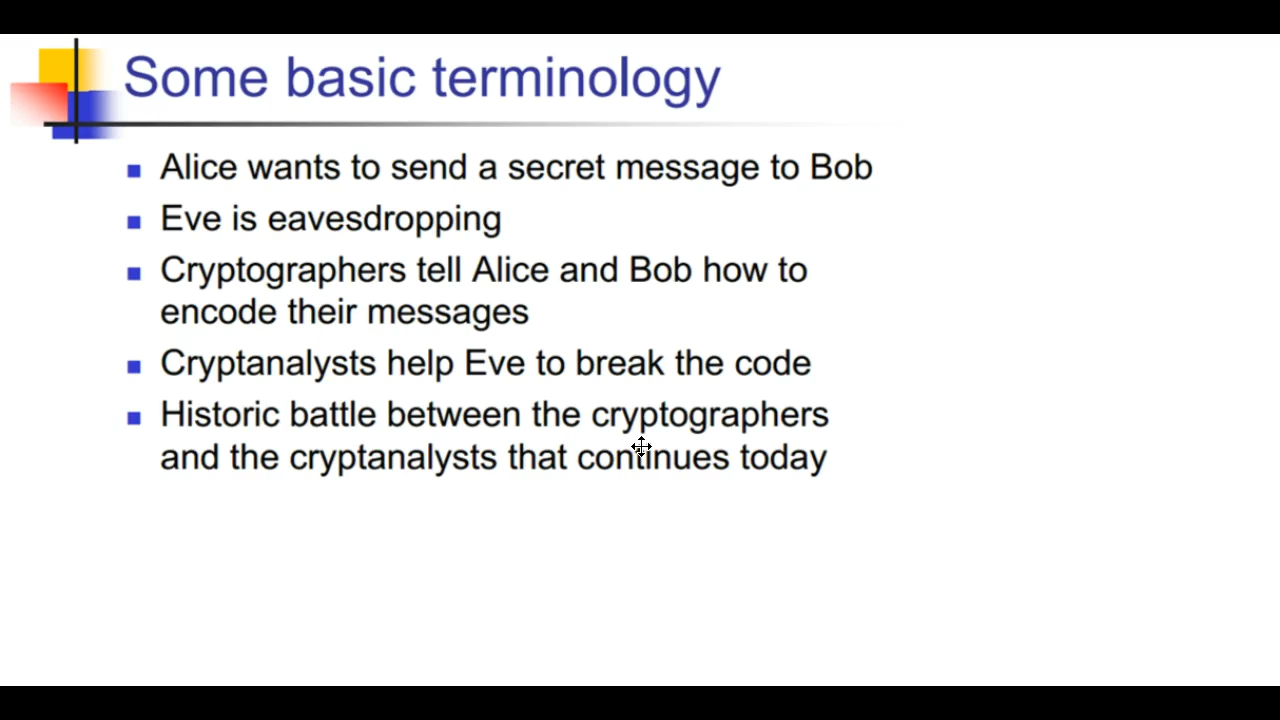 Some basic terminology
Alice wants to send a secret message to Bob
Eve is eavesdropping
Cryptographers tell Alice and Bob how to
encode their messages
Cryptanalysts help Eve to break the code
Historic battle between the cryptographers
and the cryptanalysts that continues today